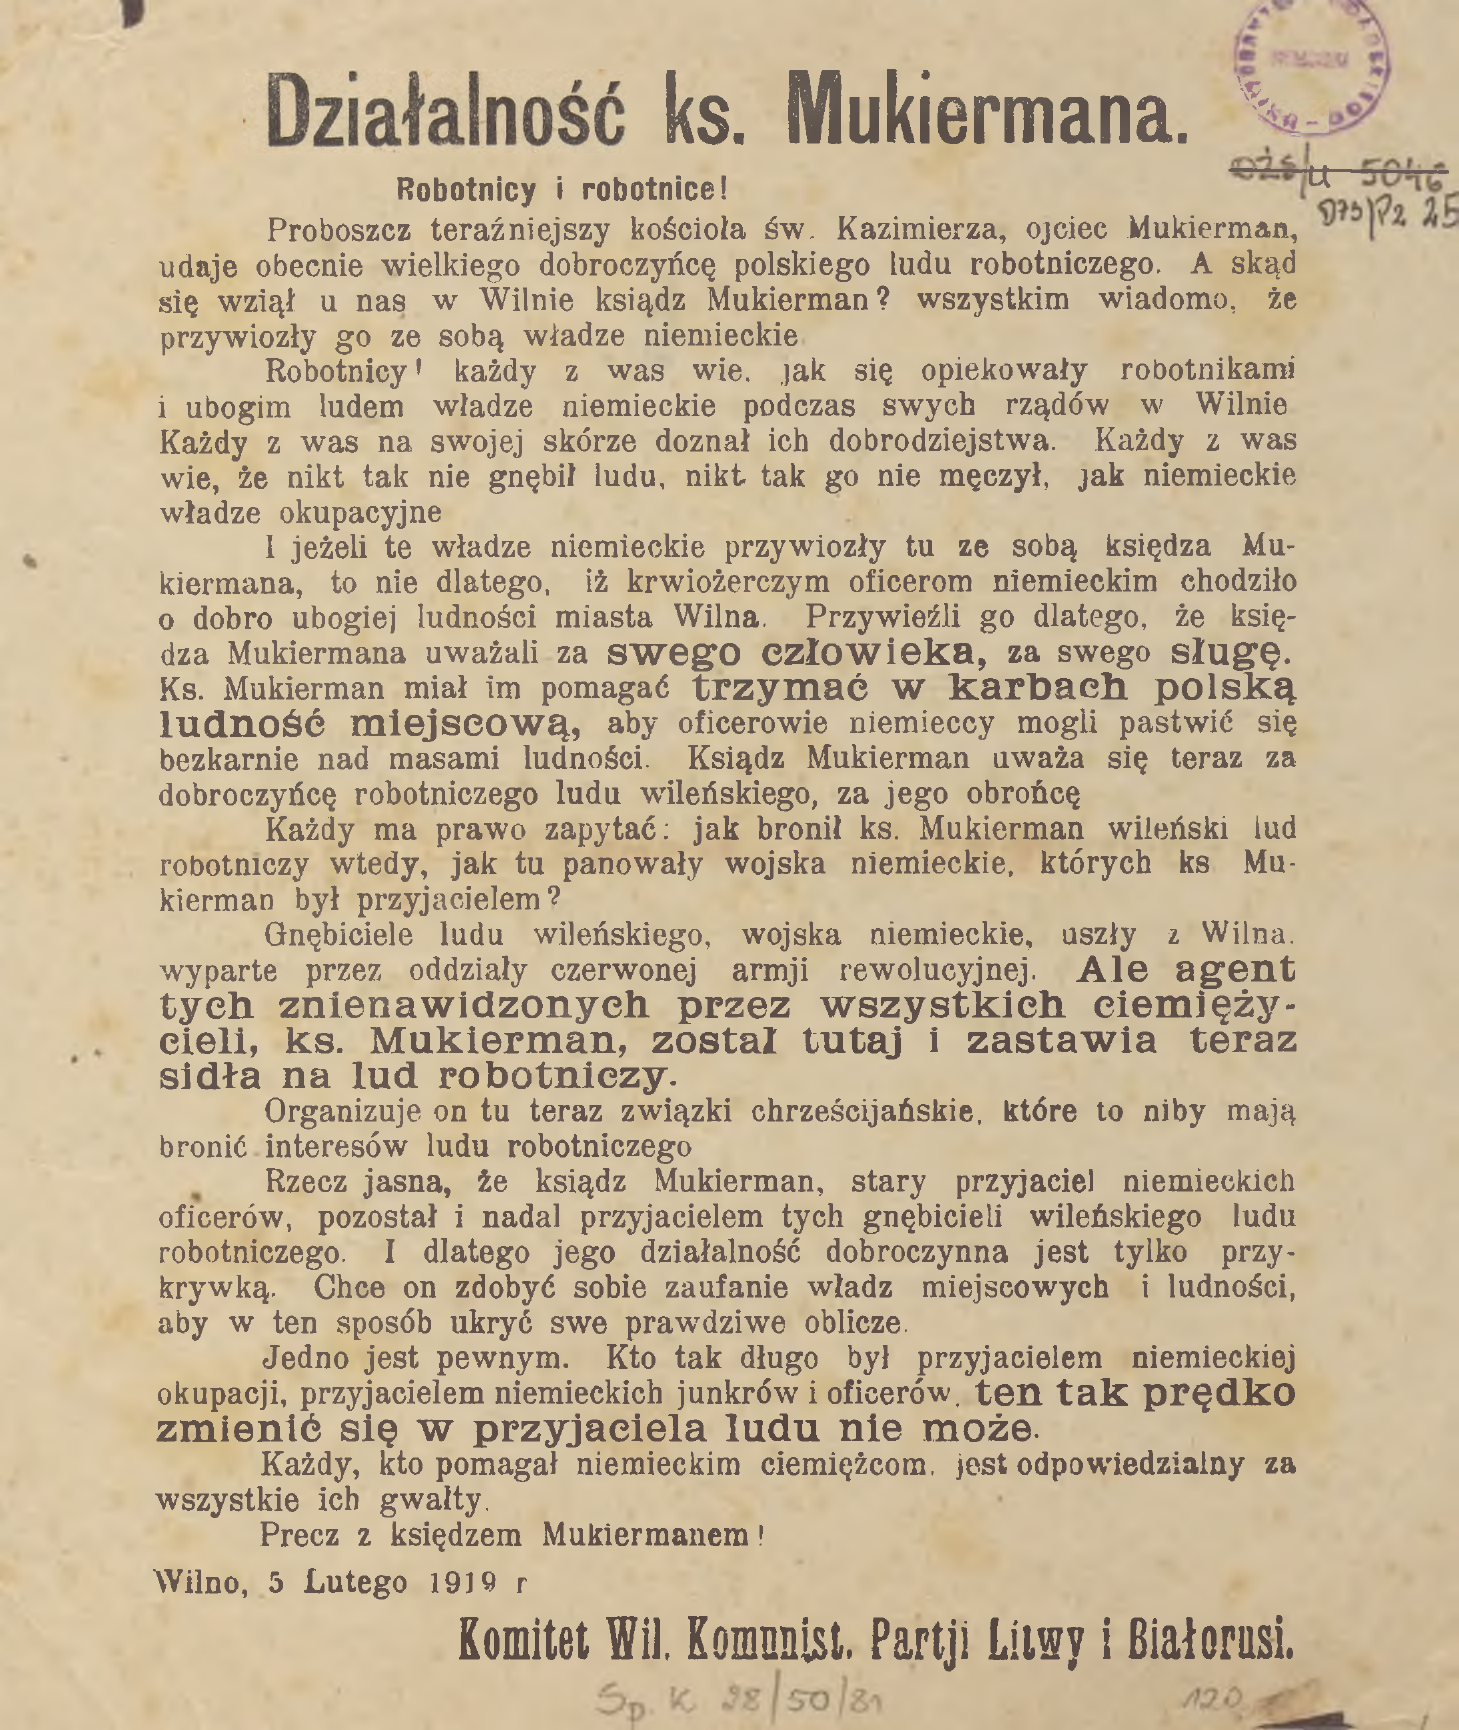 Działalność ks. Mukiermana.
Robotnicy i robotnice!
Proboszcz teraźniejszy kościoła św. Kazimierza, ojciec Mukierman,
udaje obecnie wielkiego dobroczyńcę polskiego ludu robotniczego. A skąd
się wziął u nas w Wilnie ksiądz Mukierman? wszystkim wiadomo, że
przywiozły go ze sobą władze niemieckie
Robotnicy! każdy z was wie. jak się opiekowały robotnikami
i ubogim ludem władze niemieckie podczas swych rządów w Wilnie
Każdy z was na swojej skórze doznał ich dobrodziejstwa. Każdy z was
wie, że nikt tak nie gnębił ludu, nikt tak go nie męczył, jak niemieckie
władze okupacyjne
I jeżeli te władze niemieckie przywiozły tu ze sobą księdza Mu-
kiermana, to nie dlatego, iż krwiożerczym oficerom niemieckim chodziło
o dobro ubogiej ludności miasta Wilna. Przywieźli go dlatego, że księ-
dza Mukiermana uważali za swego człowieka, za swego sługę.
Ks. Mukierman miał im pomagać trzymać w karbach polską
ludność miejscową, aby oficerowie niemieccy mogli pastwić się
bezkarnie nad masami ludności. Ksiądz Mukierman uważa się teraz za
dobroczyńcę robotniczego ludu wileńskiego, za jego obrońcę
Każdy ma prawo zapytać: jak bronił ks. Mukierman wileński lud
robotniczy wtedy, jak tu panowały wojska niemieckie, których ks Mu-
kierman był przyjacielem?
Gnębiciele ludu wileńskiego, wojska niemieckie, uszły z Wilna.
wyparte przez oddziały czerwonej armji rewolucyjnej. Ale agent
tych znienawidzonych przez wszystkich ciemięży-
cieli, ks. Mukierman, został tutaj i zastawia teraz
sidła na lud robotniczy.
Organizuje on tu teraz związki chrześcijańskie, które to niby mają
bronić interesów ludu robotniczego
Rzecz jasna, że ksiądz Mukierman, stary przyjaciel niemieckich
oficerów, pozostał i nadal przyjacielem tych gnębicieli wileńskiego ludu
robotniczego. I dlatego jego działalność dobroczynna jest tylko przy-
krywką. Chce on zdobyć sobie zaufanie władz miejscowych i ludności,
aby w ten sposób ukryć swe prawdziwe oblicze.
Jedno jest pewnym. Kto tak długo był przyjacielem niemieckiej
okupacji, przyjacielem niemieckich junkrów i oficerów, ten tak prędko
zmienić się w przyjaciela ludu nie może.
Każdy, kto pomagał niemieckim ciemiężcom, jest odpowiedzialny za
wszystkie ich gwałty.
Precz z księdzem Mukiermanem!
Wilno, 5 Lutego 1919 r
Komitet Wil. Komunist. Partji Litwy i Białorusi.
Sp. K 28/50/81 120